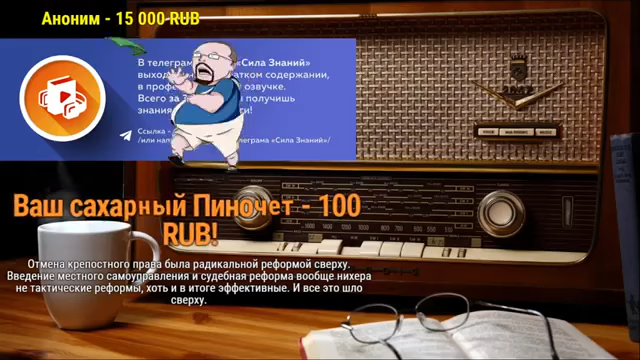 Аноним - 15 000 RUB
В телеграм «Сила Знаний»
выход атком содержании,
в проф озвучке.
Всего за получишь
знания ги!
Ссылка -
/или нап телеграма «Сила Знаний»/
Ваш сахарный Пиночет - 100
RUB!
Отмена крепостного права была радикальной реформой сверху.
Введение местного самоуправления и судебная реформа вообще нихера
не тактические реформы, хоть и в итоге эффективные. И все это шло
сверху.